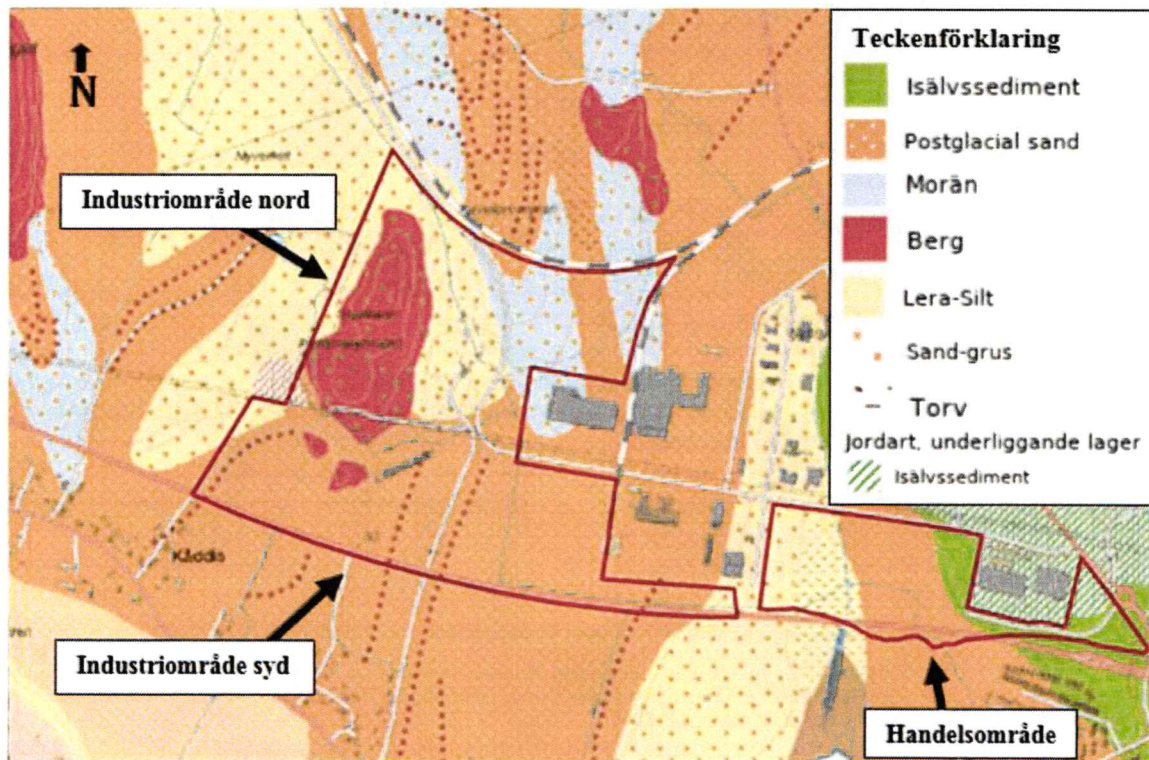 N
Industriområde nord
Kåddis
Industriområde syd
Handelsområde
Teckenförklaring
Isälvssediment
Postglacial sand
Morän
Berg
Lera-Silt
Sand-grus
Torv
Jordart, underliggande lager
Isälvssediment